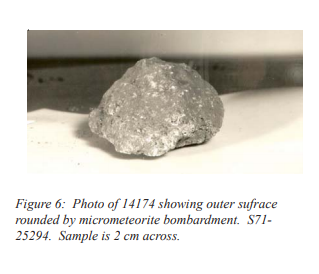 Figure 6:  Photo of 14174 showing outer sufrace
rounded by micrometeorite bombardment.  S71-
25294.  Sample is 2 cm across.